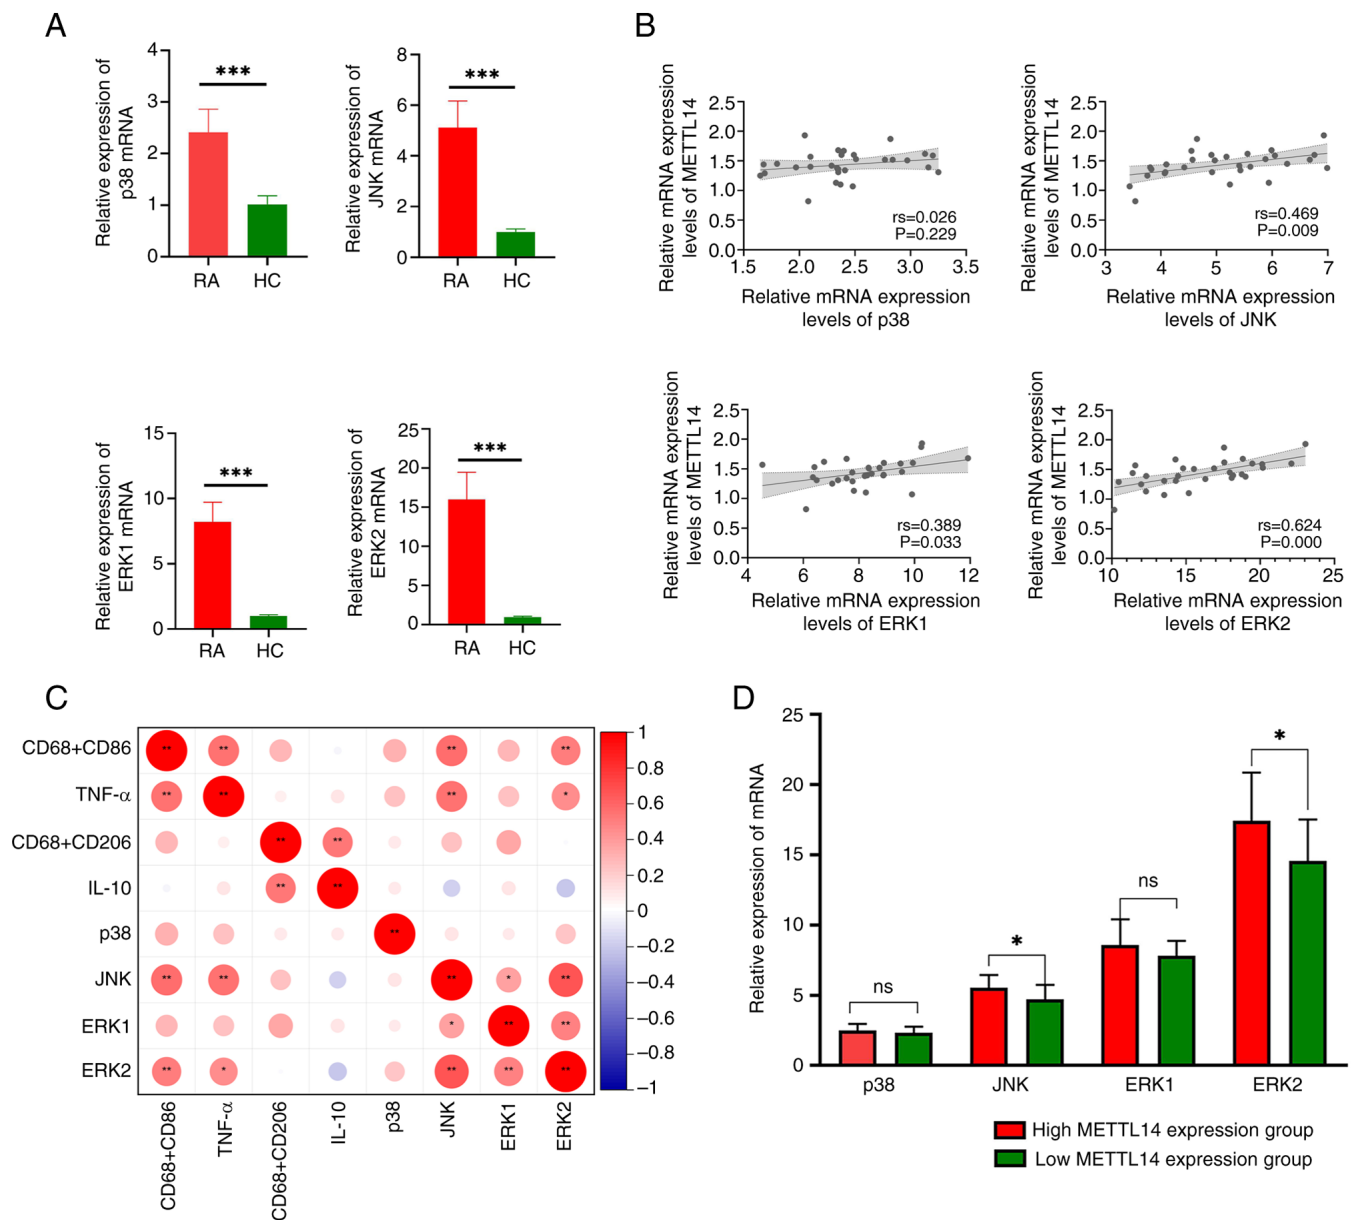 A
Relative expression of
p38 mRNA
4
3
2
1
0
***
RA
HC
Relative expression of
JNK mRNA
8
6
4
2
0
***
RA
HC
Relative expression of
ERK1 mRNA
15
10
5
0
***
RA
HC
Relative expression of
ERK2 mRNA
25
20
15
10
5
0
***
RA
HC
B
Relative mRNA expression
levels of METTL14
2.5
2.0
1.5
1.0
0.5
0.0
rs=0.026
P=0.229
1.5 2.0 2.5 3.0 3.5
Relative mRNA expression
levels of p38
Relative mRNA expression
levels of METTL14
2.5
2.0
1.5
1.0
0.5
0.0
rs=0.469
P=0.009
3 4 5 6 7
Relative mRNA expression
levels of JNK
Relative mRNA expression
levels of METTL14
2.5
2.0
1.5
1.0
0.5
0.0
rs=0.389
P=0.033
4 6 8 10 12
Relative mRNA expression
levels of ERK1
Relative mRNA expression
levels of METTL14
2.5
2.0
1.5
1.0
0.5
0.0
rs=0.624
P=0.000
10 15 20 25
Relative mRNA expression
levels of ERK2
C
CD68+CD86 ** ** ** **
TNF-α ** ** ** *
CD68+CD206 ** **
IL-10 ** **
p38 **
JNK ** ** ** * **
ERK1 * ** **
ERK2 ** * ** ** **
CD68+CD86
TNF-α
CD68+CD206
IL-10
p38
JNK
ERK1
ERK2
1
0.8
0.6
0.4
0.2
0
−0.2
−0.4
−0.6
−0.8
−1
D
Relative expression of mRNA
25
20
15
10
5
0
ns
*
ns
*
p38
JNK
ERK1
ERK2
High METTL14 expression group
Low METTL14 expression group